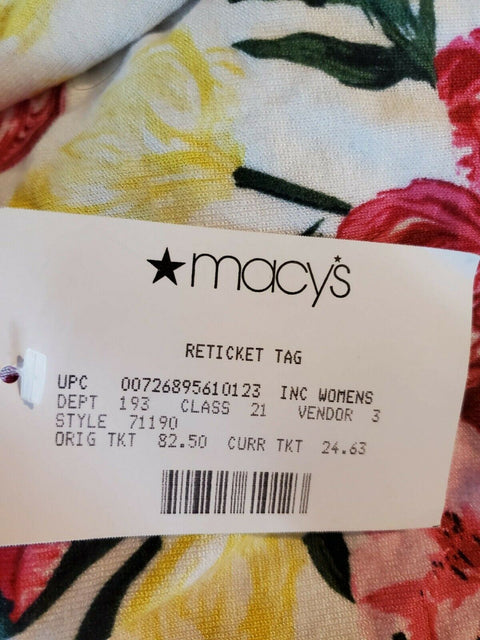 ★macy's
RETICKET TAG
UPC 00726895610123 INC WOMENS
DEPT 193 CLASS 21 VENDOR 3
STYLE 71190
ORIG TKT 82.50 CURR TKT 24.63